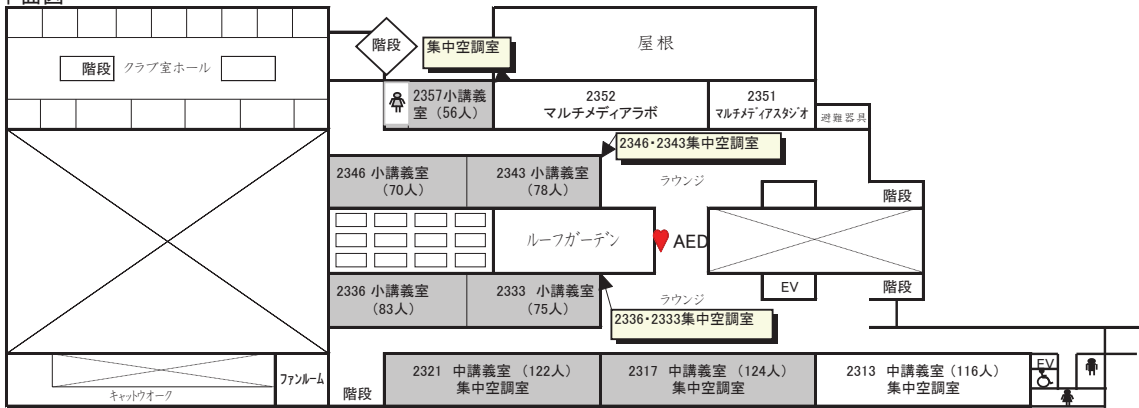 階段
集中空調室
屋根
階段
クラブ室ホール
2357小講義
室（56人）
2352
マルチメディアラボ
2351
マルチメディアスタジオ
避難器具
2346・2343集中空調室
2346 小講義室
（70人）
2343 小講義室
（78人）
ラウンジ
階段
ルーフガーデン
AED
2336 小講義室
（83人）
2333 小講義室
（75人）
ラウンジ
EV
階段
2336・2333集中空調室
ファンルーム
キャットウオーク
階段
2321 中講義室（122人）
集中空調室
2317 中講義室（124人）
集中空調室
2313 中講義室（116人）
集中空調室
EV